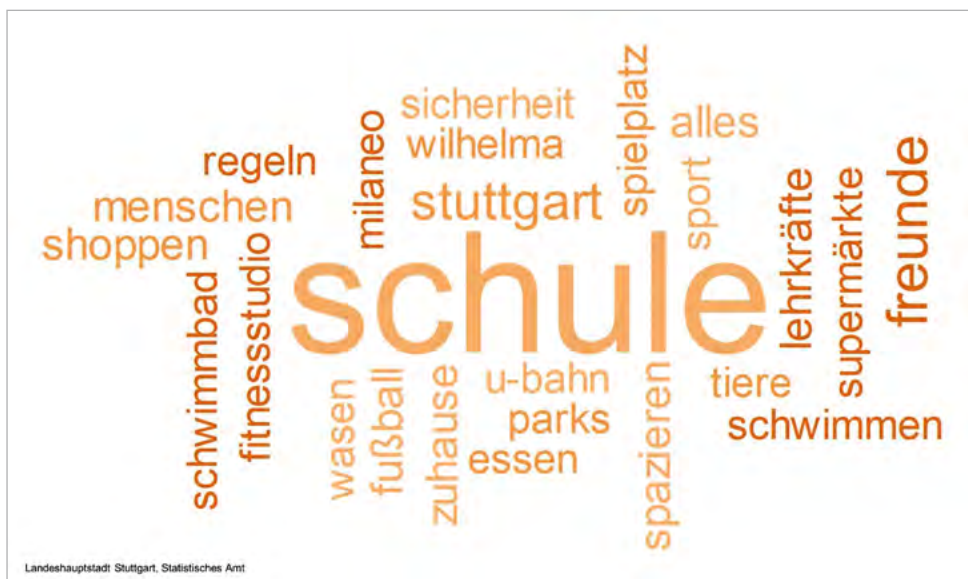 sicherheit
wilhelma
spielplatz
alles
regeln
milaneo
menschen
stuttgart
sport
shoppen
lehrkräfte
supermärkte
freunde
schwimmbad
fitnessstudio
schule
wasen
fußball
zuhause
u-bahn
parks
essen
spazieren
tiere
schwimmen
Landeshauptstadt Stuttgart, Statistisches Amt